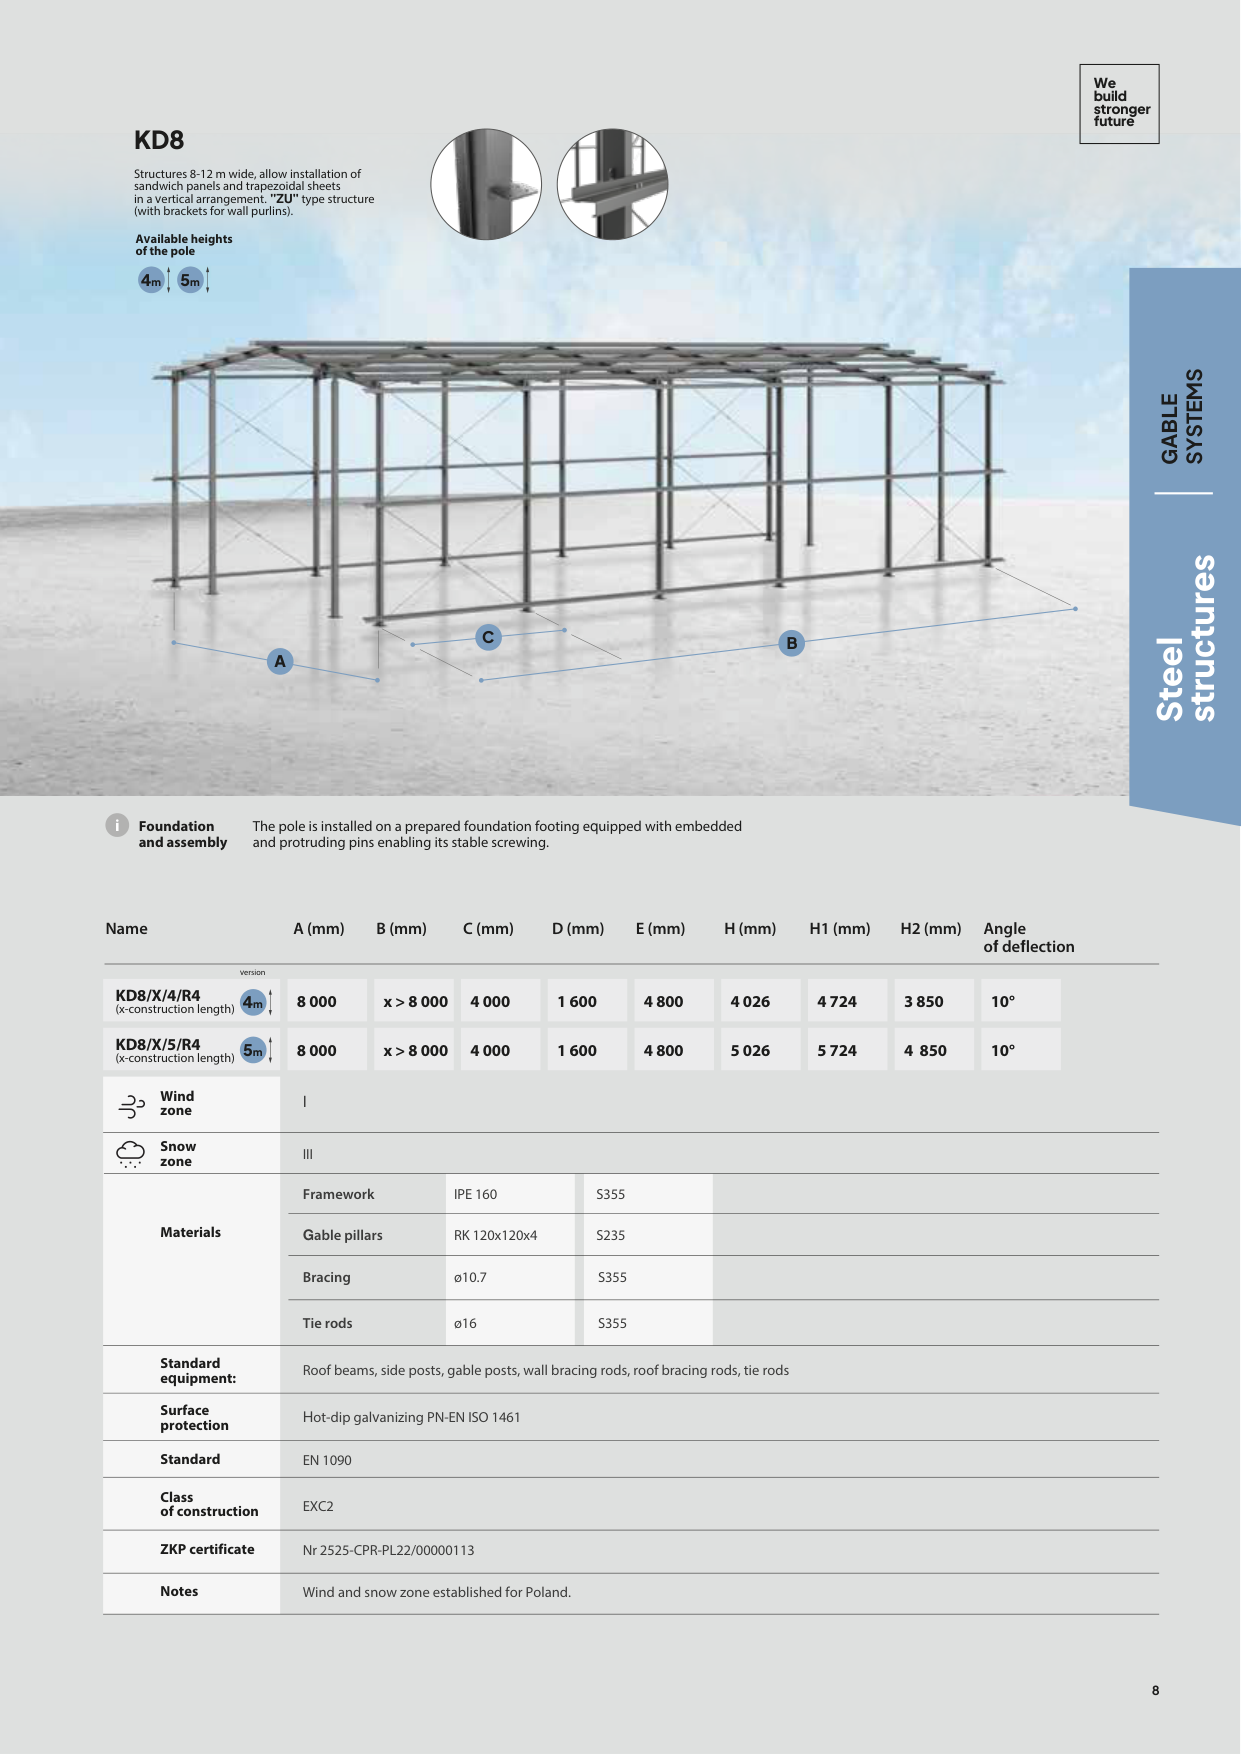 We
build
stronger
future
KD8
Structures 8-12 m wide, allow installation of
sandwich panels and trapezoidal sheets
in a vertical arrangement. "ZU" type structure
(with brackets for wall purlins).
Available heights
of the pole
4m 5m
GABLE
SYSTEMS
Steel
structures
A
C
B
i
Foundation
and assembly
The pole is installed on a prepared foundation footing equipped with embedded
and protruding pins enabling its stable screwing.
Name A (mm) B (mm) C (mm) D (mm) E (mm) H (mm) H1 (mm) H2 (mm) Angle
of deflection
version
KD8/X/4/R4 4m 8 000 x > 8 000 4 000 1 600 4 800 4 026 4 724 3 850 10°
(x-construction length)
KD8/X/5/R4 5m 8 000 x > 8 000 4 000 1 600 4 800 5 026 5 724 4 850 10°
(x-construction length)
Wind
zone
I
Snow
zone
III
Materials
Framework IPE 160 S355
Gable pillars RK 120x120x4 S235
Bracing ø10.7 S355
Tie rods ø16 S355
Standard
equipment:
Roof beams, side posts, gable posts, wall bracing rods, roof bracing rods, tie rods
Surface
protection
Hot-dip galvanizing PN-EN ISO 1461
Standard EN 1090
Class
of construction
EXC2
ZKP certificate Nr 2525-CPR-PL22/00000113
Notes Wind and snow zone established for Poland.
8